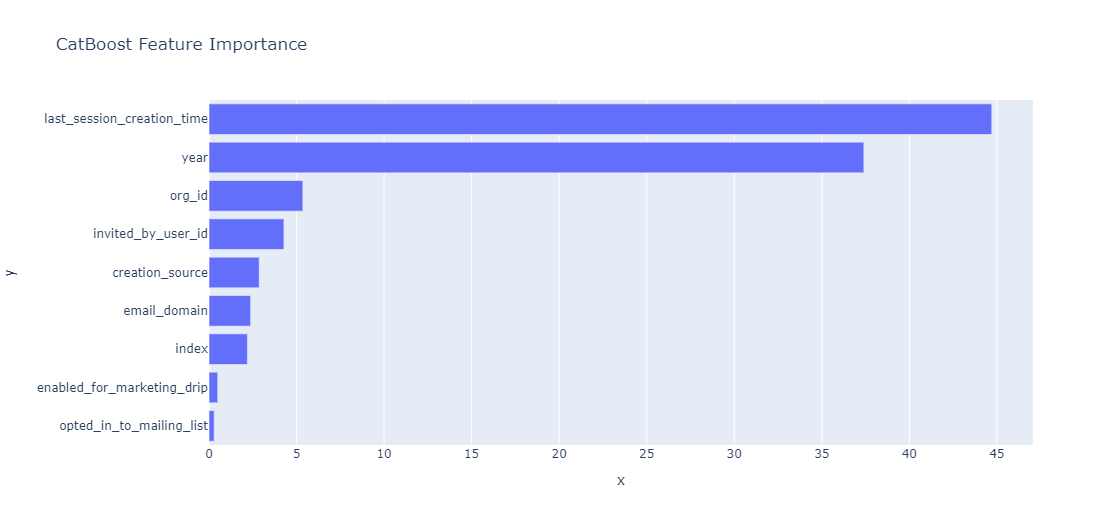 CatBoost Feature Importance
last_session_creation_time
year
org_id
invited_by_user_id
creation_source
email_domain
index
enabled_for_marketing_drip
opted_in_to_mailing_list
y
0 5 10 15 20 25 30 35 40 45
x